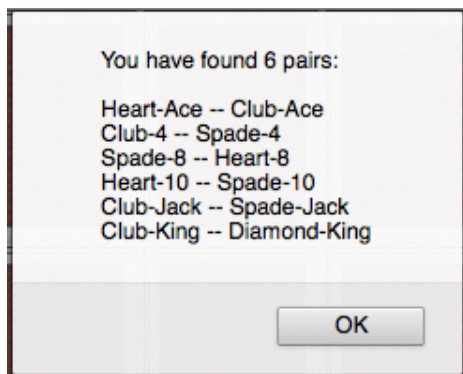 You have found 6 pairs:
Heart-Ace -- Club-Ace
Club-4 -- Spade-4
Spade-8 -- Heart-8
Heart-10 -- Spade-10
Club-Jack -- Spade-Jack
Club-King -- Diamond-King
OK